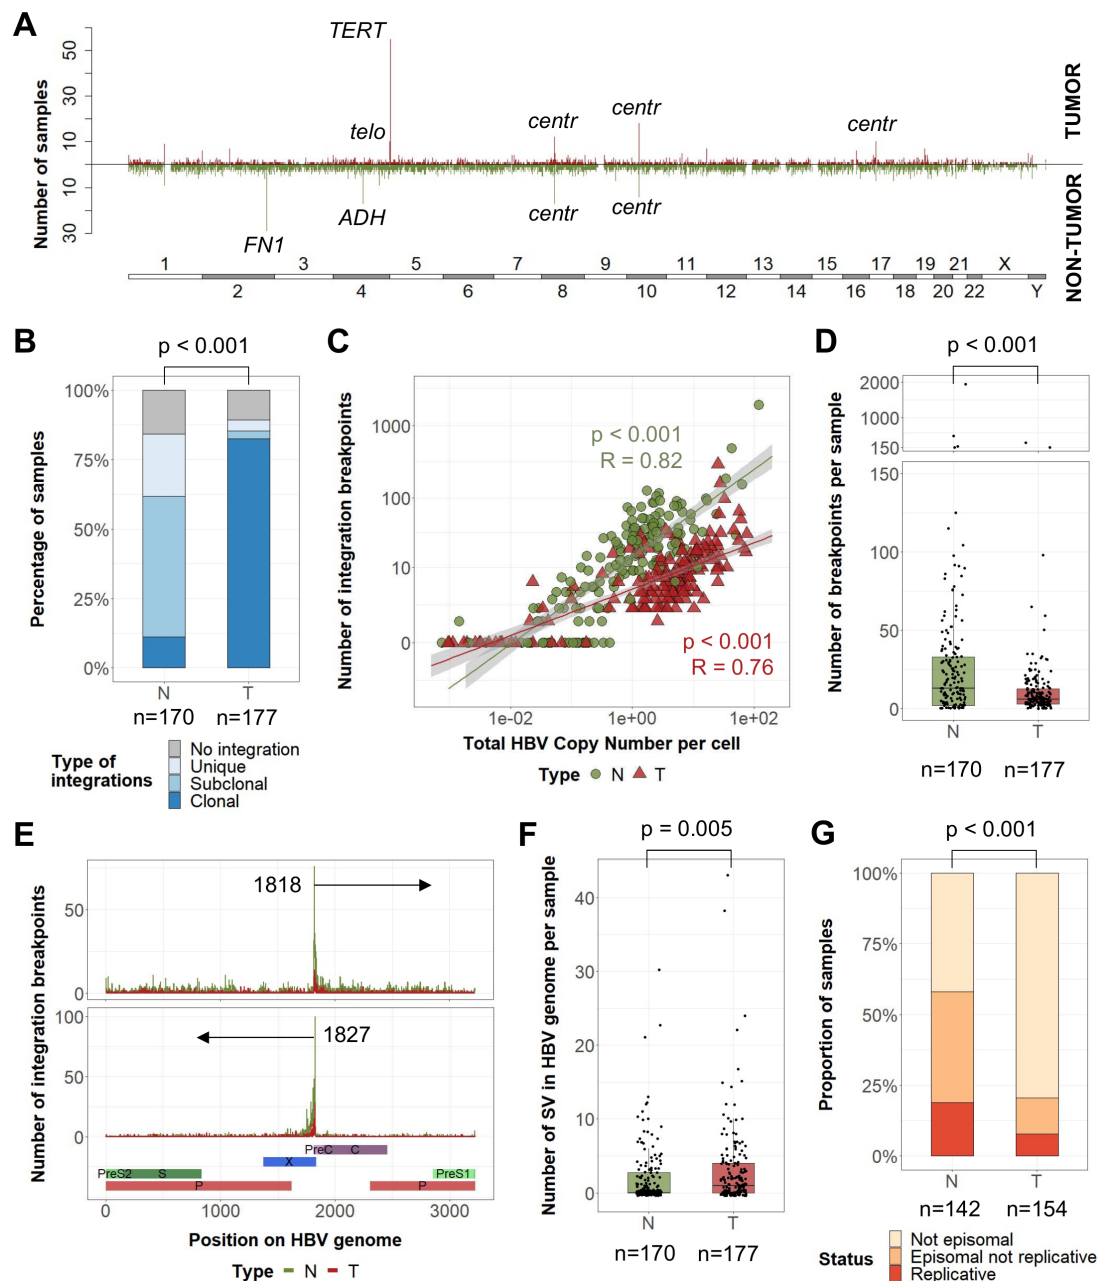 A
TERT
50
30
10
10
30
Number of samples
telo
centr
centr
centr
TUMOR
FN1
ADH
centr
centr
NON-TUMOR
1 3 5 7 9 11 13 15 17 19 21 X
2 4 6 8 10 12 14 16 18 20 22 Y
B
p < 0.001
Percentage of samples
100%
75%
50%
25%
0%
N T
n=170 n=177
Type of integrations
No integration
Unique
Subclonal
Clonal
C
Number of integration breakpoints
1000
100
10
0
p < 0.001
R = 0.82
p < 0.001
R = 0.76
1e-02 1e+00 1e+02
Total HBV Copy Number per cell
Type N T
D
p < 0.001
Number of breakpoints per sample
2000
1000
150
150
100
50
0
N T
n=170 n=177
E
Number of integration breakpoints
1818
50
0
1827
100
50
0
PreC C
X
PreS2 S PreS1
P P
0 1000 2000 3000
Position on HBV genome
Type N T
F
p = 0.005
Number of SV in HBV genome per sample
40
30
20
10
0
N T
n=170 n=177
G
p < 0.001
Proportion of samples
100%
75%
50%
25%
0%
N T
n=142 n=154
Status
Not episomal
Episomal not replicative
Replicative